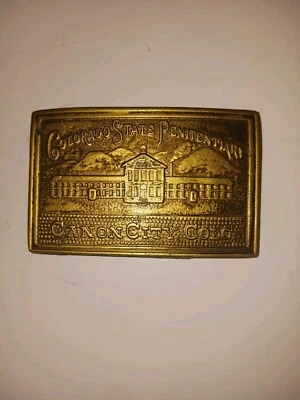 COLORADO STATE PENITENTIARY
CANON CITY COLO.